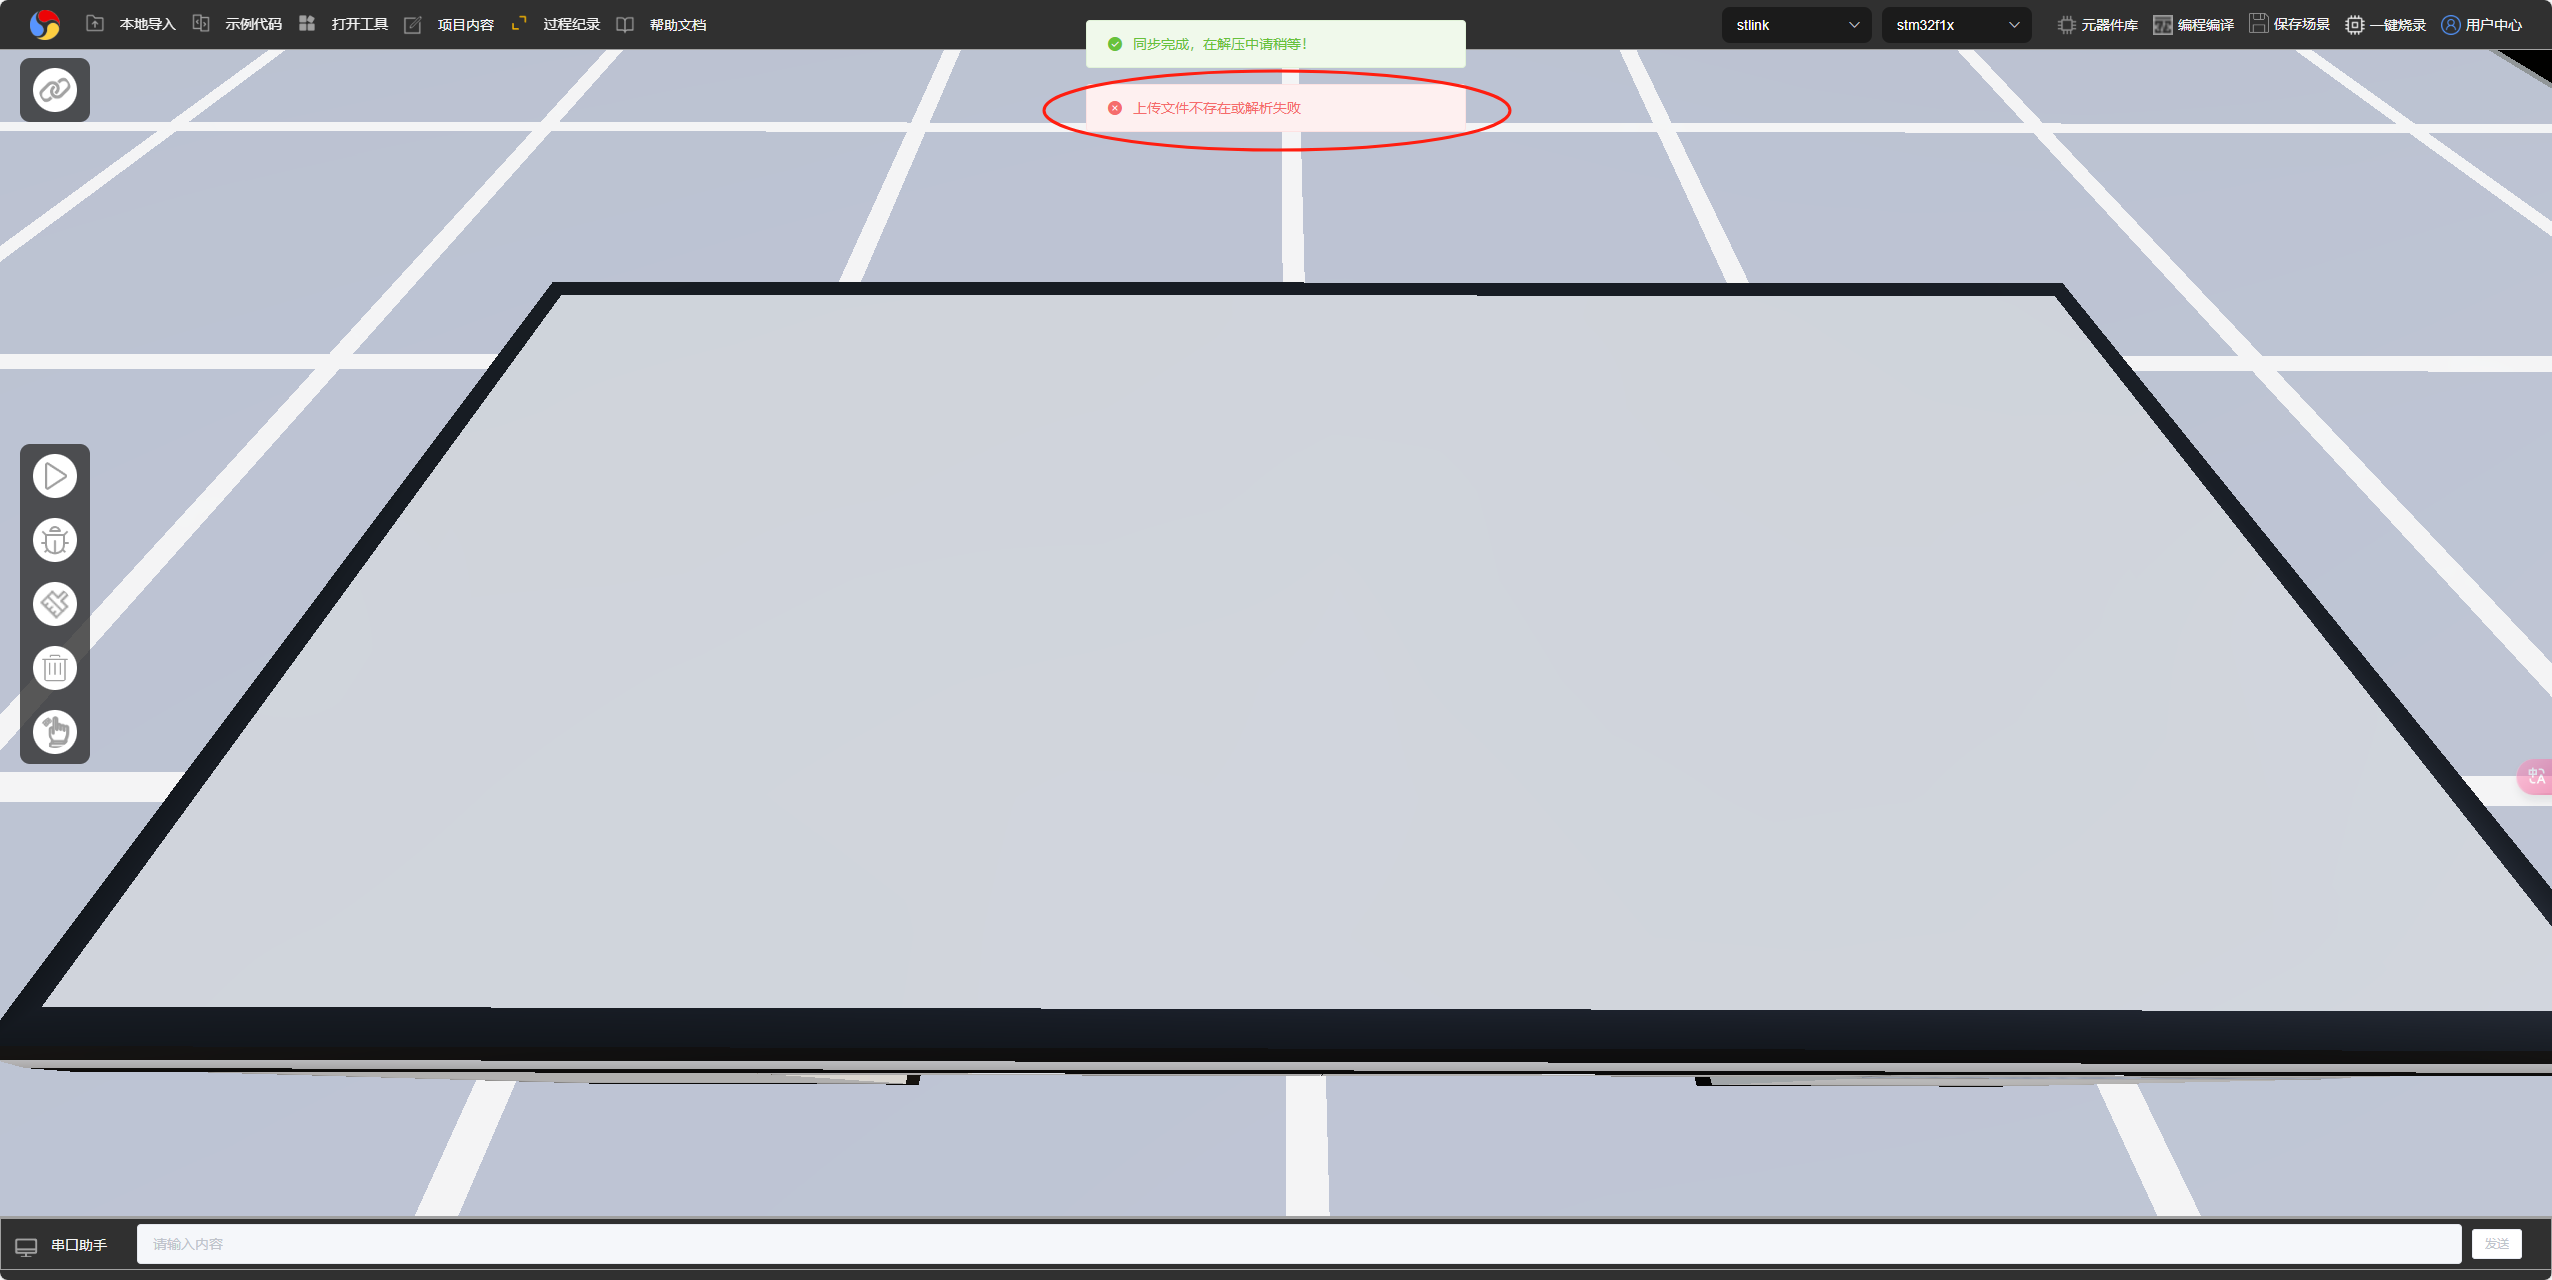 本地导入
示例代码
打开工具
项目内容
过程纪录
帮助文档
stlink
stm32f1x
元器件库
编程编译
保存场景
一键烧录
用户中心
同步完成，在解压中请稍等！
上传文件不存在或解析失败
中A
串口助手
请输入内容
发送